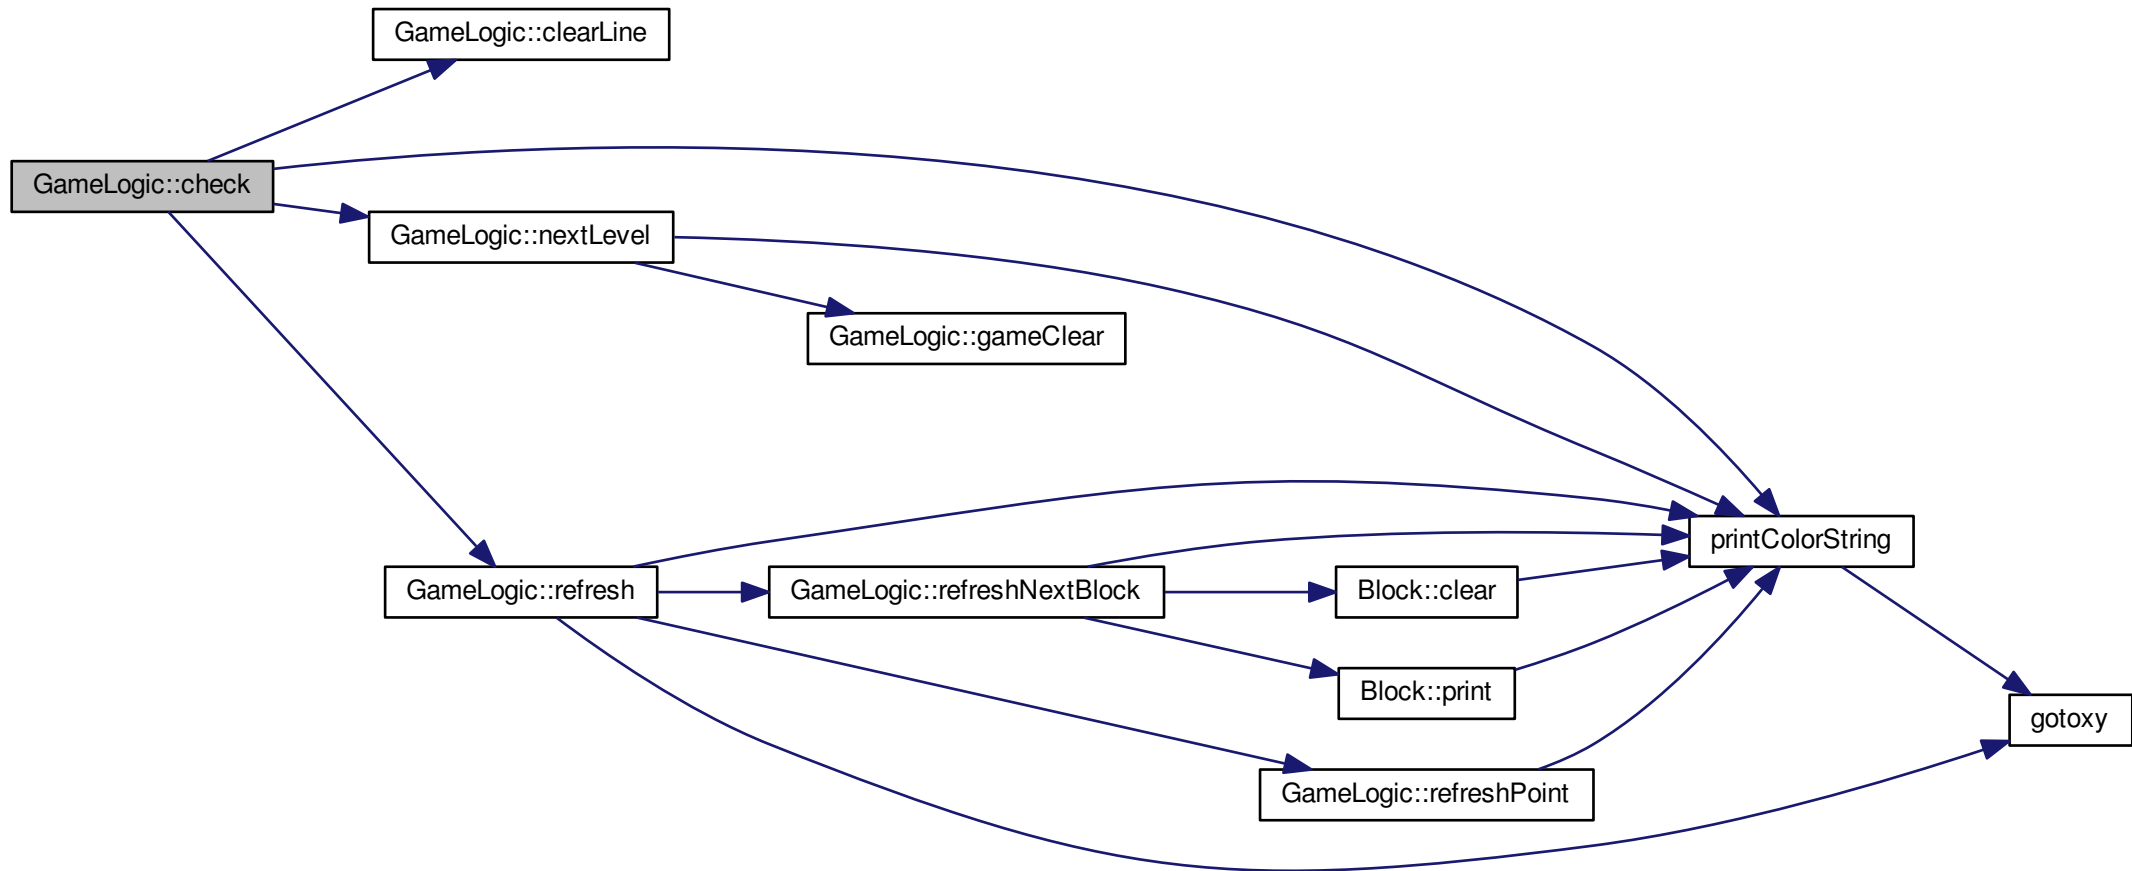 GameLogic::clearLine
GameLogic::check
GameLogic::nextLevel
GameLogic::gameClear
printColorString
GameLogic::refresh
GameLogic::refreshNextBlock
Block::clear
Block::print
gotoxy
GameLogic::refreshPoint